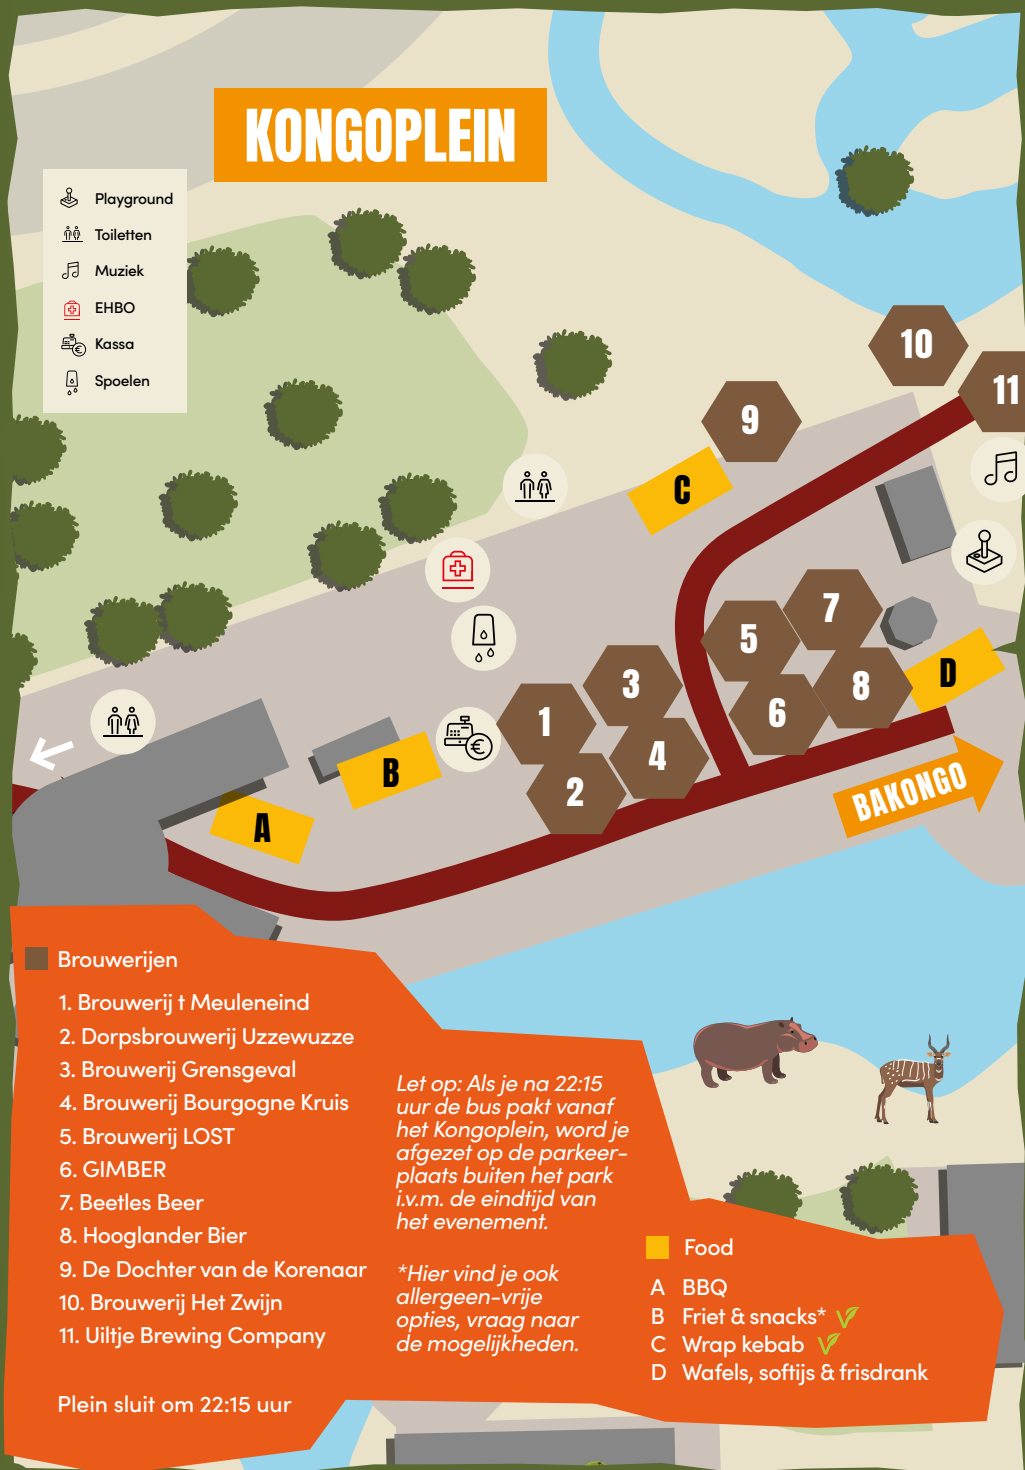 KONGOPLEIN
Playground
Toiletten
Muziek
EHBO
Kassa
Spoelen
10
11
9
C
7
5
8
D
3
6
1
4
B
2
A
BAKONGO
Brouwerijen
1. Brouwerij t Meuleneind
2. Dorpsbrouwerij Uzzewuzze
3. Brouwerij Grensgeval
4. Brouwerij Bourgogne Kruis
5. Brouwerij LOST
6. GIMBER
7. Beetles Beer
8. Hooglander Bier
9. De Dochter van de Korenaar
10. Brouwerij Het Zwijn
11. Uiltje Brewing Company
Plein sluit om 22:15 uur
Let op: Als je na 22:15
uur de bus pakt vanaf
het Kongoplein, word je
afgezet op de parkeer-
plaats buiten het park
i.v.m. de eindtijd van
het evenement.
*Hier vind je ook
allergeen-vrije
opties, vraag naar
de mogelijkheden.
Food
A BBQ
B Friet & snacks*
C Wrap kebab
D Wafels, softijs & frisdrank